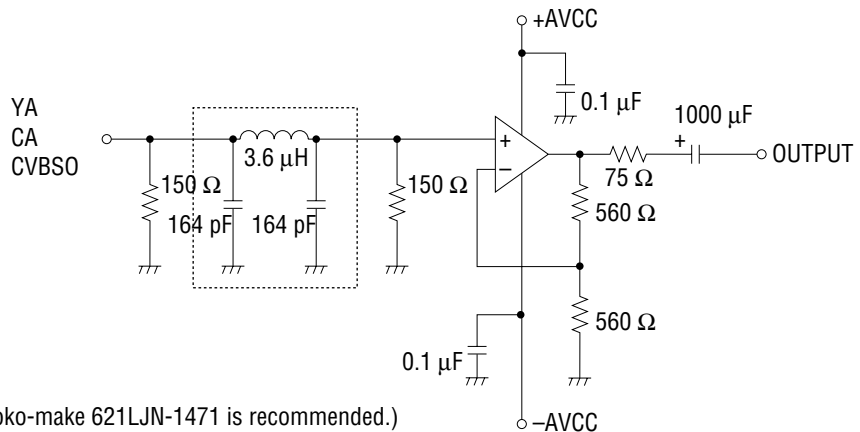 +AVCC
0.1 μF
1000 μF
YA
CA
CVBSO
3.6 μH
+
+
OUTPUT
–
75 Ω
150 Ω
150 Ω
164 pF
164 pF
560 Ω
560 Ω
0.1 μF
oko-make 621LJN-1471 is recommended.)
–AVCC